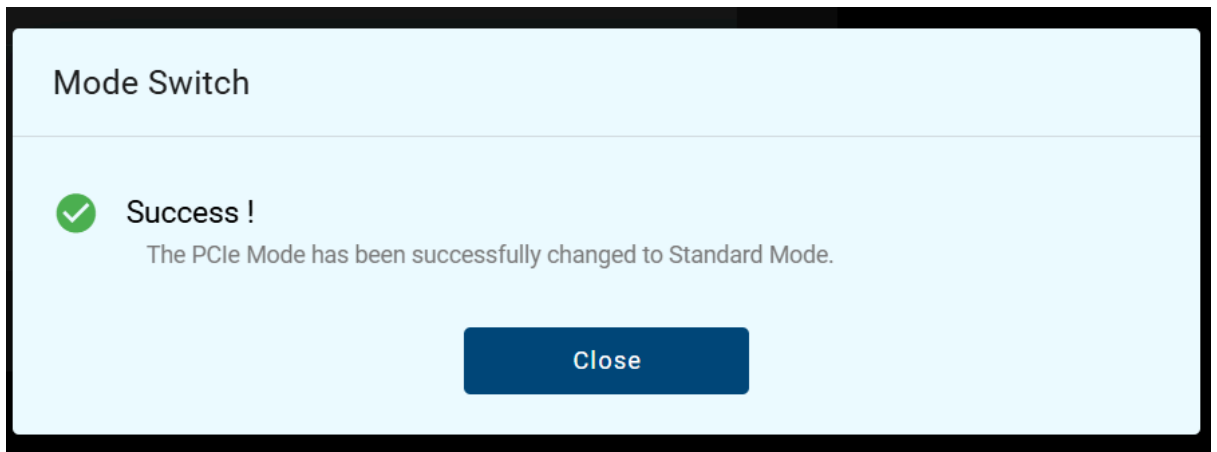 Mode Switch
Success !
The PCIe Mode has been successfully changed to Standard Mode.
Close